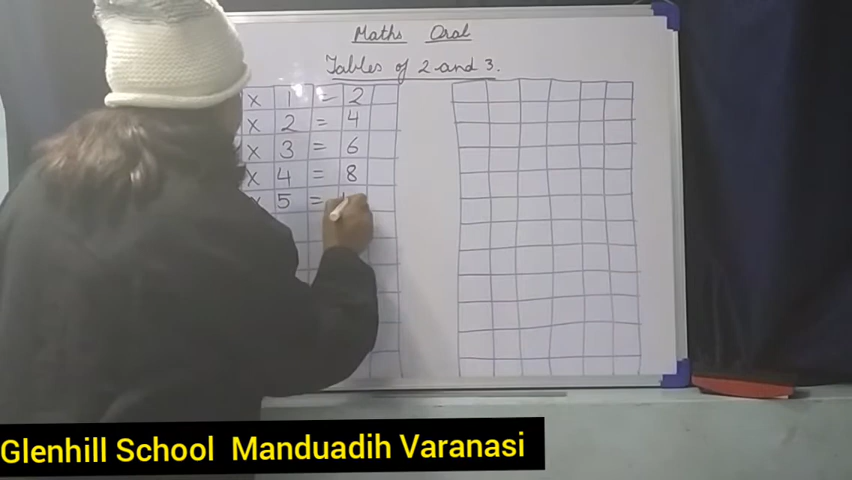 Maths Oral
Tables of 2 and 3.
x 1 = 2
x 2 = 4
x 3 = 6
x 4 = 8
x 5 =
Glenhill School Manduadih Varanasi